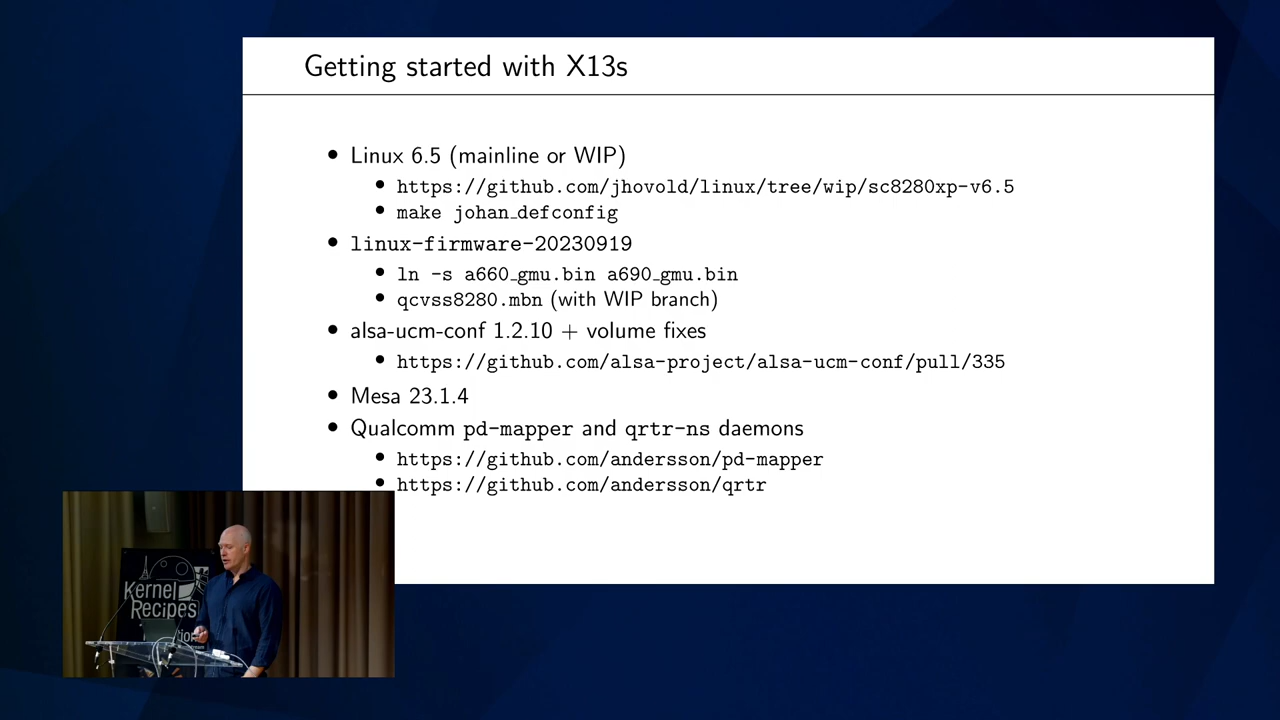 Getting started with X13s
Linux 6.5 (mainline or WIP)
https://github.com/jhovold/linux/tree/wip/sc8280xp-v6.5
make johan_defconfig
linux-firmware-20230919
ln -s a660_gmu.bin a690_gmu.bin
qcvss8280.mbn (with WIP branch)
alsa-ucm-conf 1.2.10 + volume fixes
https://github.com/alsa-project/alsa-ucm-conf/pull/335
Mesa 23.1.4
Qualcomm pd-mapper and qrtr-ns daemons
https://github.com/andersson/pd-mapper
https://github.com/andersson/qrtr
Kernel
Recipes